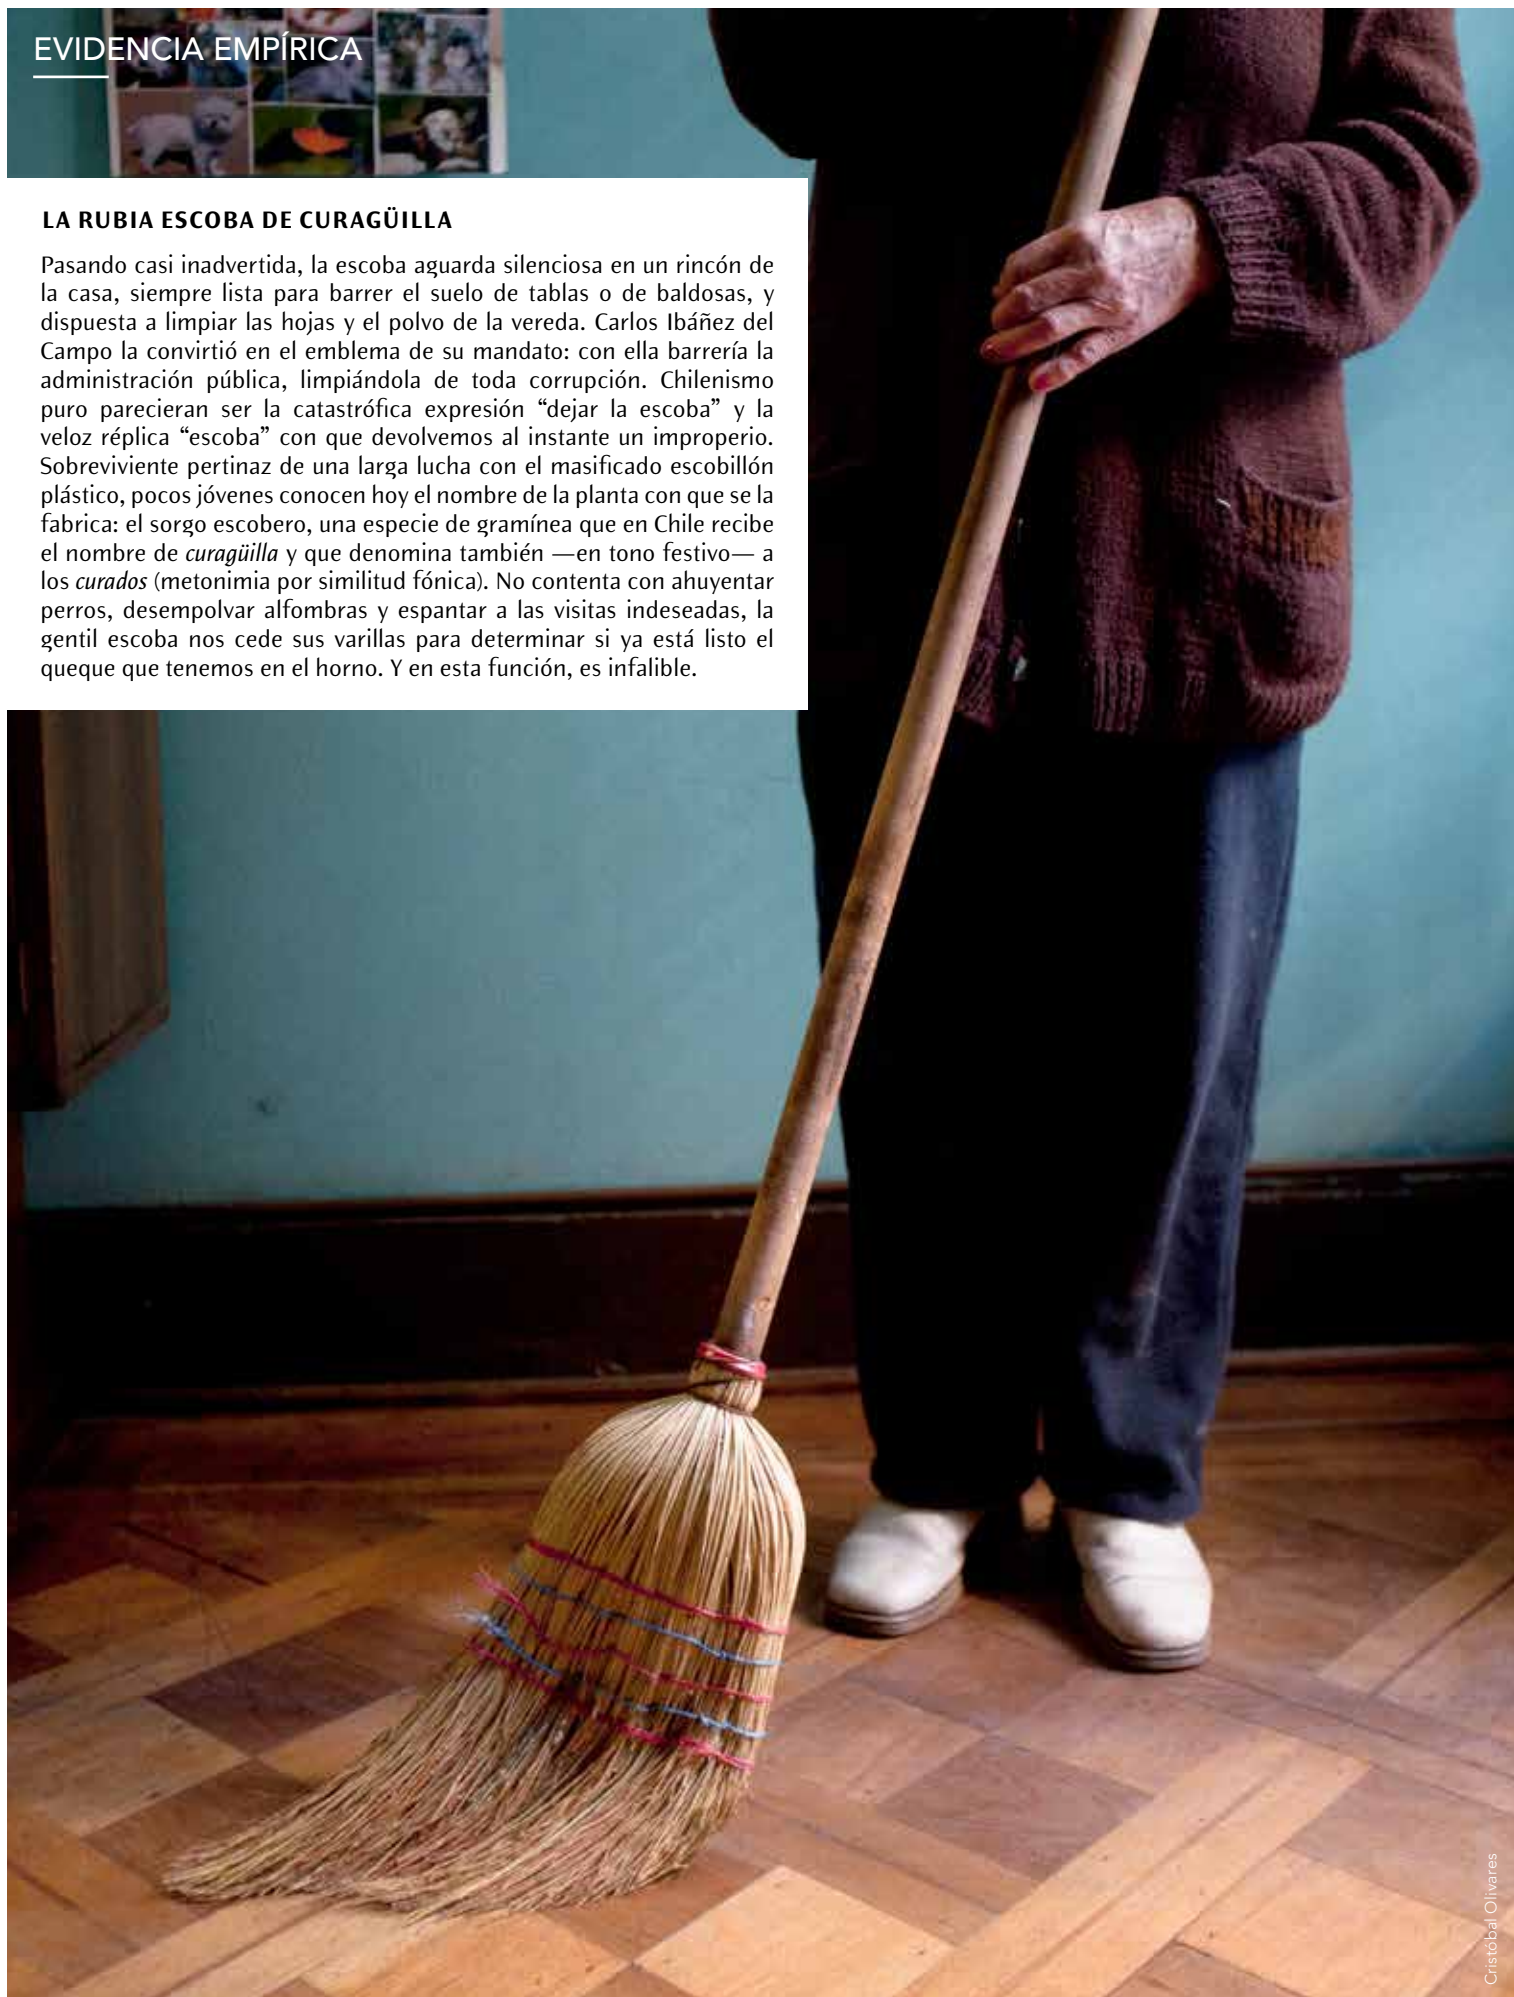 EVIDENCIA EMPÍRICA
LA RUBIA ESCOBA DE CURAGÜILLA
Pasando casi inadvertida, la escoba aguarda silenciosa en un rincón de
la casa, siempre lista para barrer el suelo de tablas o de baldosas, y
dispuesta a limpiar las hojas y el polvo de la vereda. Carlos Ibáñez del
Campo la convirtió en el emblema de su mandato: con ella barrería la
administración pública, limpiándola de toda corrupción. Chilenismo
puro parecieran ser la catastrófica expresión “dejar la escoba” y la
veloz réplica “escoba” con que devolvemos al instante un improperio.
Sobreviviente pertinaz de una larga lucha con el masificado escobillón
plástico, pocos jóvenes conocen hoy el nombre de la planta con que se la
fabrica: el sorgo escobero, una especie de gramínea que en Chile recibe
el nombre de curagüilla y que denomina también —en tono festivo— a
los curados (metonimia por similitud fónica). No contenta con ahuyentar
perros, desempolvar alfombras y espantar a las visitas indeseadas, la
gentil escoba nos cede sus varillas para determinar si ya está listo el
queque que tenemos en el horno. Y en esta función, es infalible.
Cristóbal Olivares